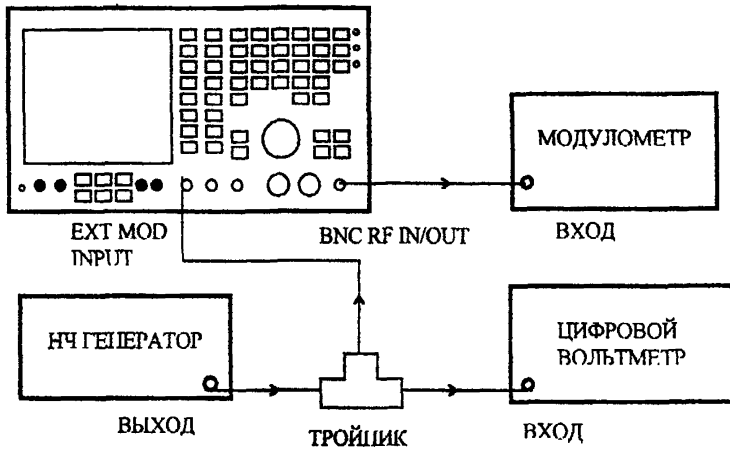 МОДУЛОМЕТР
EXT MOD
INPUT
BNC RF IN/OUT
ВХОД
НЧ ГЕНЕРАТОР
ЦИФРОВОЙ
ВОЛЬТМЕТР
ВЫХОД
ТРОЙНИК
ВХОД